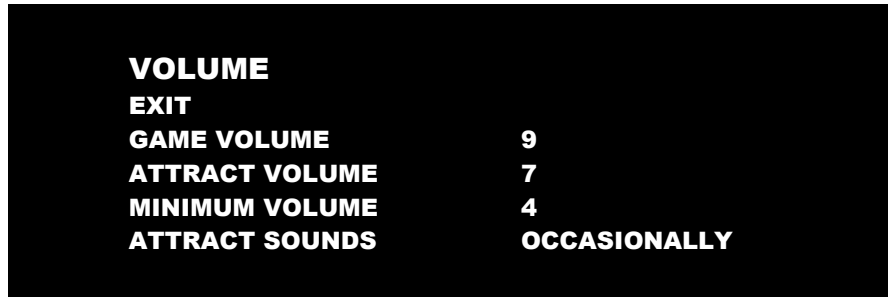 VOLUME
EXIT
GAME VOLUME 9
ATTRACT VOLUME 7
MINIMUM VOLUME 4
ATTRACT SOUNDS OCCASIONALLY